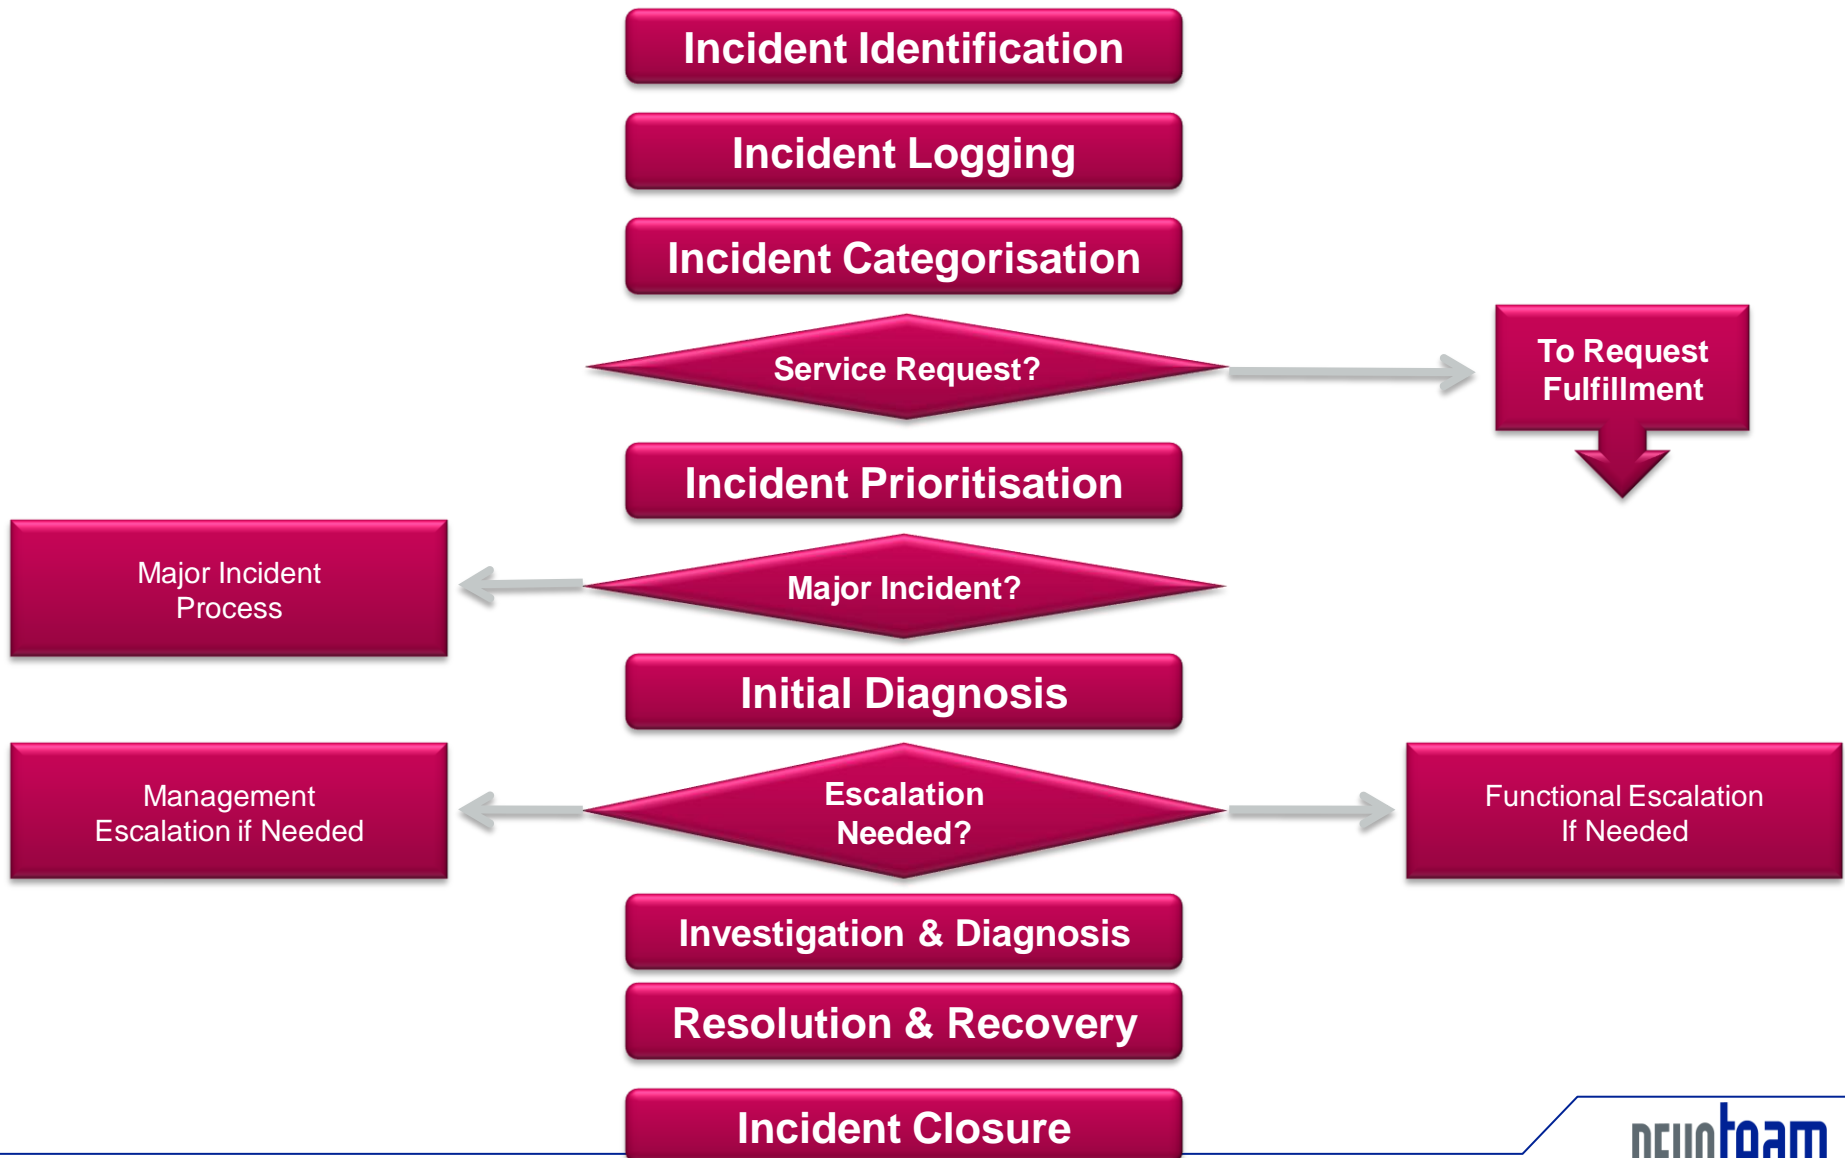 Incident Identification
Incident Logging
Incident Categorisation
Service Request?
To Request
Fulfillment
Incident Prioritisation
Major Incident
Process
Major Incident?
Initial Diagnosis
Management
Escalation if Needed
Escalation
Needed?
Functional Escalation
If Needed
Investigation & Diagnosis
Resolution & Recovery
Incident Closure